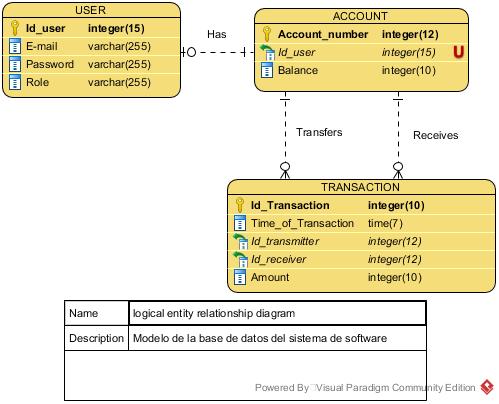 USER
Id_user integer(15)
E-mail varchar(255)
Password varchar(255)
Role varchar(255)
Has
ACCOUNT
Account_number integer(12)
Id_user integer(15) U
Balance integer(10)
Transfers
Receives
TRANSACTION
Id_Transaction integer(10)
Time_of_Transaction time(7)
Id_transmitter integer(12)
Id_receiver integer(12)
Amount integer(10)
Name logical entity relationship diagram
Description Modelo de la base de datos del sistema de software
Powered By Visual Paradigm Community Edition